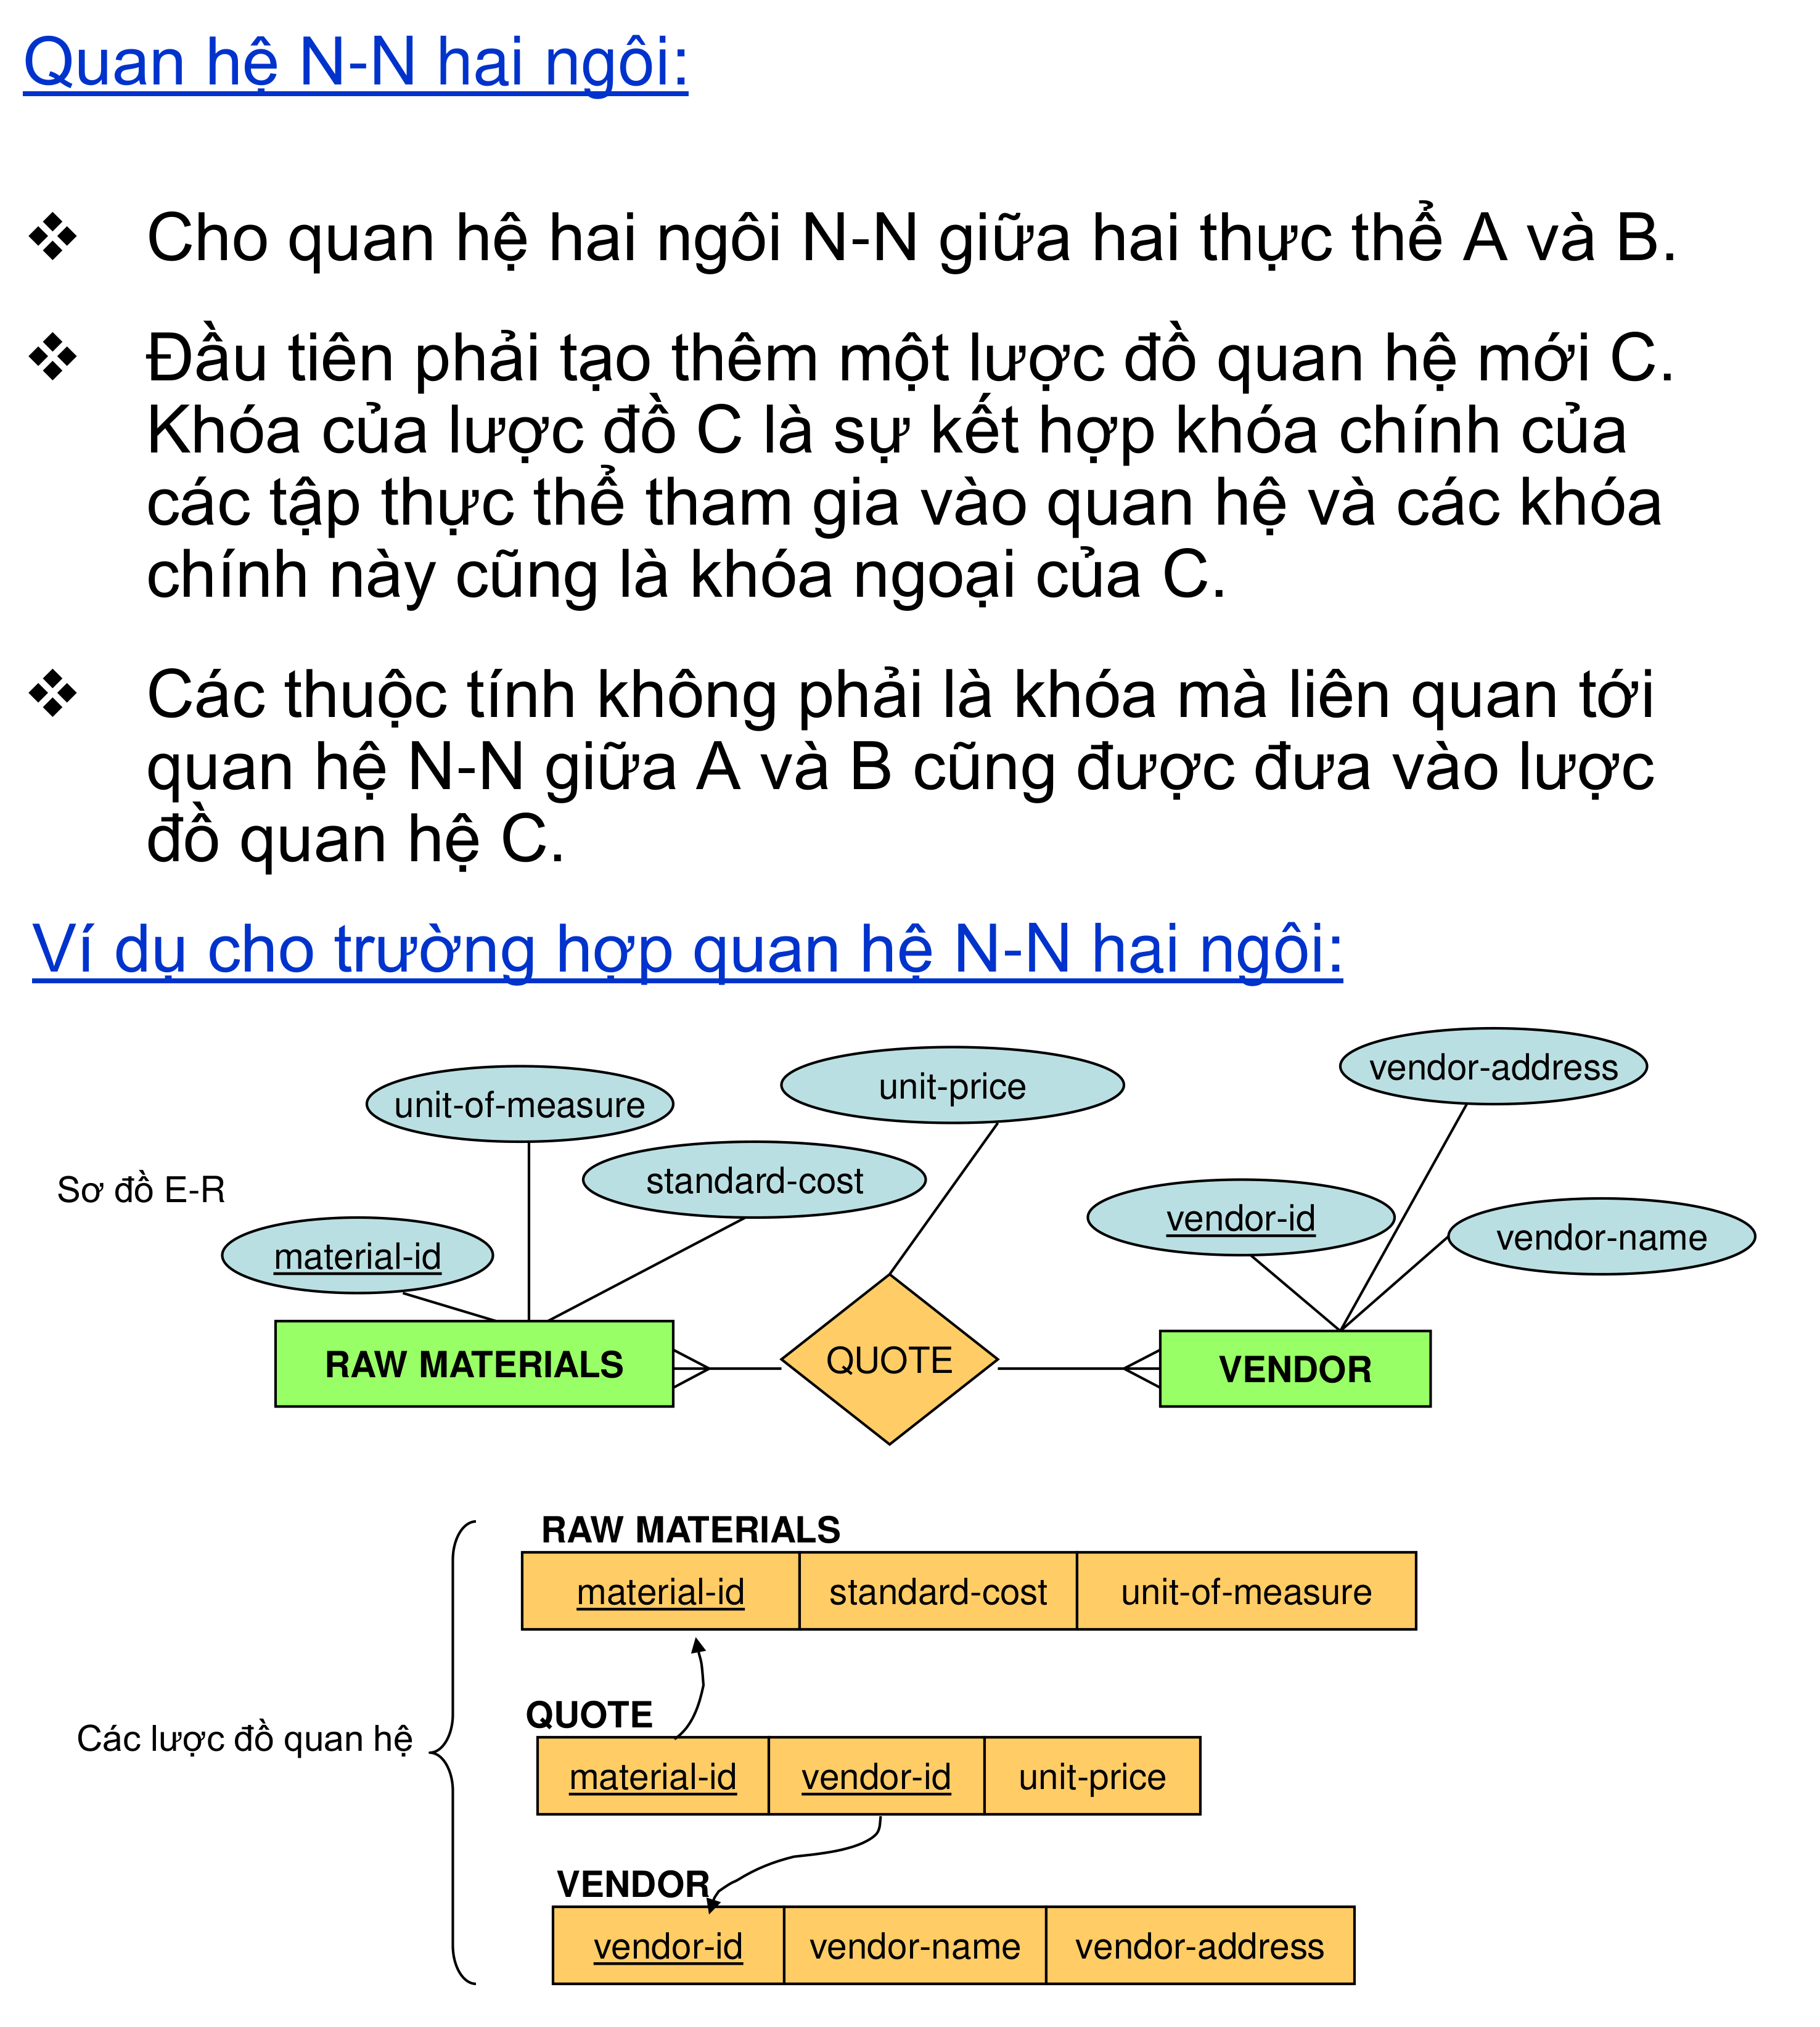 Quan hệ N-N hai ngôi:
❖ Cho quan hệ hai ngôi N-N giữa hai thực thể A và B.
❖ Đầu tiên phải tạo thêm một lược đồ quan hệ mới C.
Khóa của lược đồ C là sự kết hợp khóa chính của
các tập thực thể tham gia vào quan hệ và các khóa
chính này cũng là khóa ngoại của C.
❖ Các thuộc tính không phải là khóa mà liên quan tới
quan hệ N-N giữa A và B cũng được đưa vào lược
đồ quan hệ C.
Ví dụ cho trường hợp quan hệ N-N hai ngôi:
vendor-address
unit-price
unit-of-measure
standard-cost
Sơ đồ E-R
vendor-id
vendor-name
material-id
QUOTE
RAW MATERIALS
VENDOR
RAW MATERIALS
material-id standard-cost unit-of-measure
QUOTE
Các lược đồ quan hệ
material-id vendor-id unit-price
VENDOR
vendor-id vendor-name vendor-address